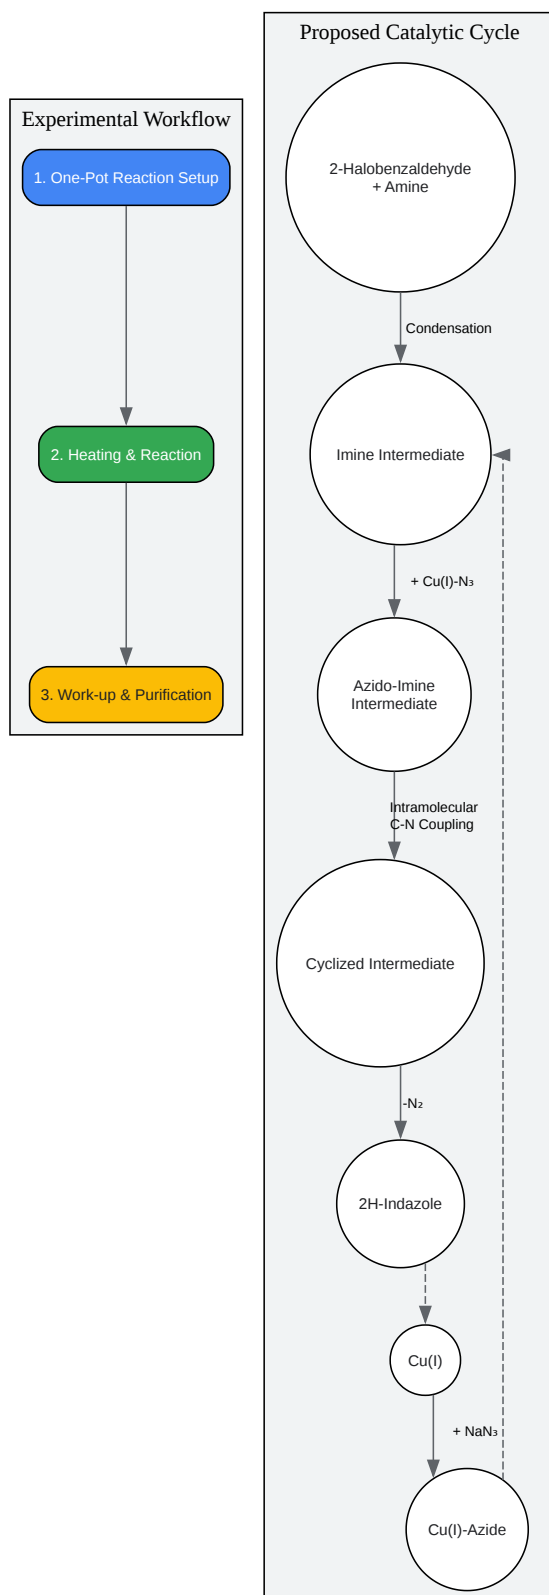 Experimental Workflow
1. One-Pot Reaction Setup
2. Heating & Reaction
3. Work-up & Purification
Proposed Catalytic Cycle
2-Halobenzaldehyde
+ Amine
Condensation
Imine Intermediate
+ Cu(I)-N₃
Azido-Imine
Intermediate
Intramolecular
C-N Coupling
Cyclized Intermediate
-N₂
2H-Indazole
Cu(I)
+ NaN₃
Cu(I)-Azide